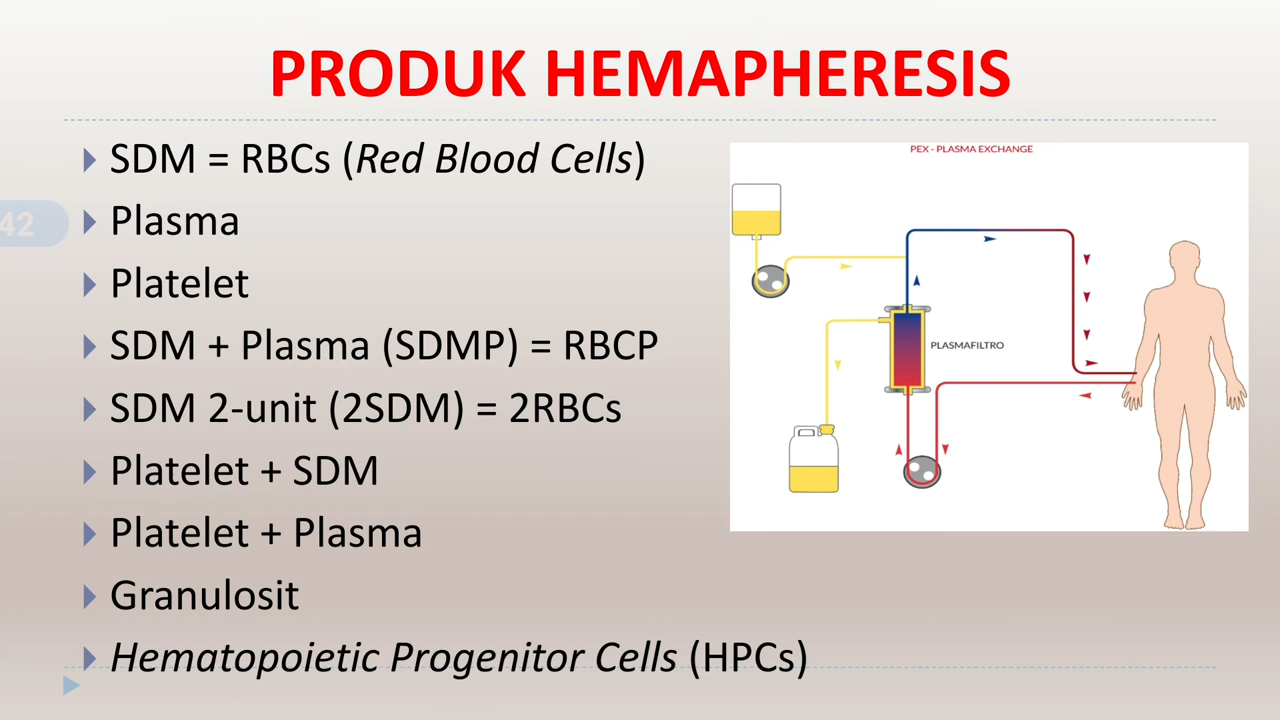 PRODUK HEMAPHERESIS
SDM = RBCs (Red Blood Cells)
Plasma
Platelet
SDM + Plasma (SDMP) = RBCP
SDM 2-unit (2SDM) = 2RBCs
Platelet + SDM
Platelet + Plasma
Granulosit
Hematopoietic Progenitor Cells (HPCs)
42
PEX - PLASMA EXCHANGE
PLASMAFILTRO